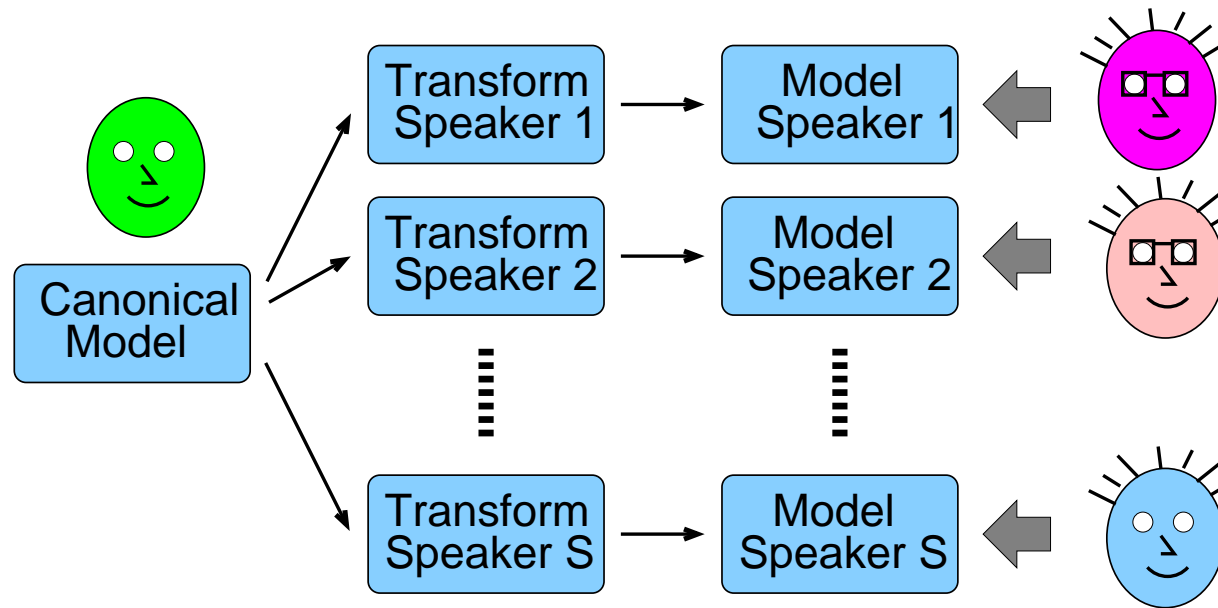 Transform
Speaker 1
Model
Speaker 1
Canonical
Model
Transform
Speaker 2
Model
Speaker 2
Transform
Speaker S
Model
Speaker S